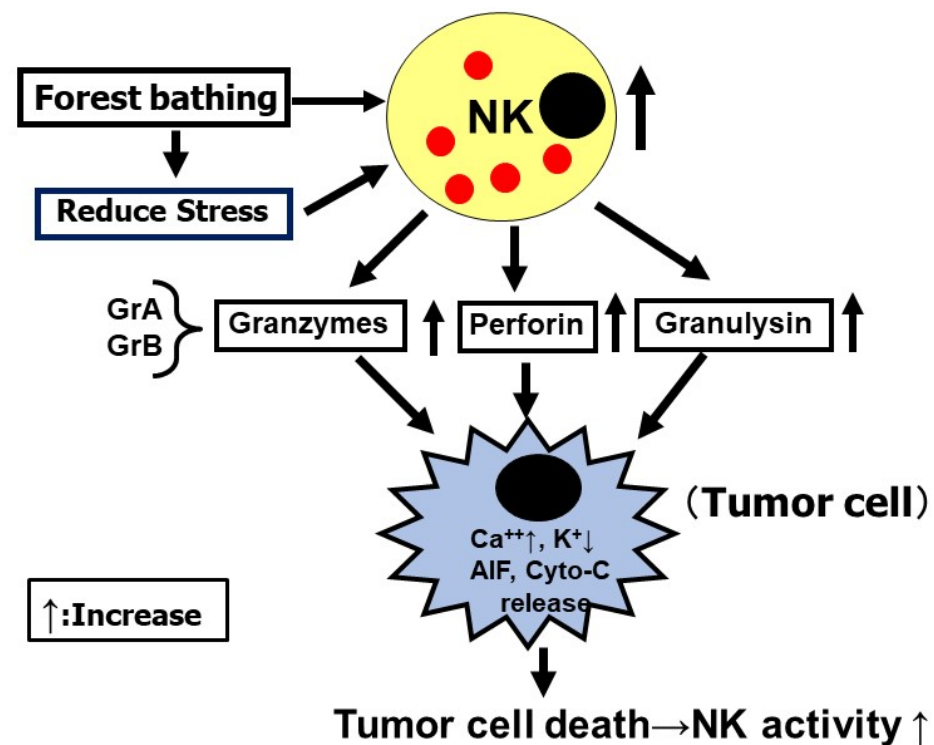 Forest bathing
NK
↑
Reduce Stress
GrA
GrB
Granzymes ↑
Perforin ↑
Granulysin ↑
(Tumor cell)
Ca⁺⁺↑, K⁺↓
AIF, Cyto-C
release
↑:Increase
Tumor cell death→NK activity ↑